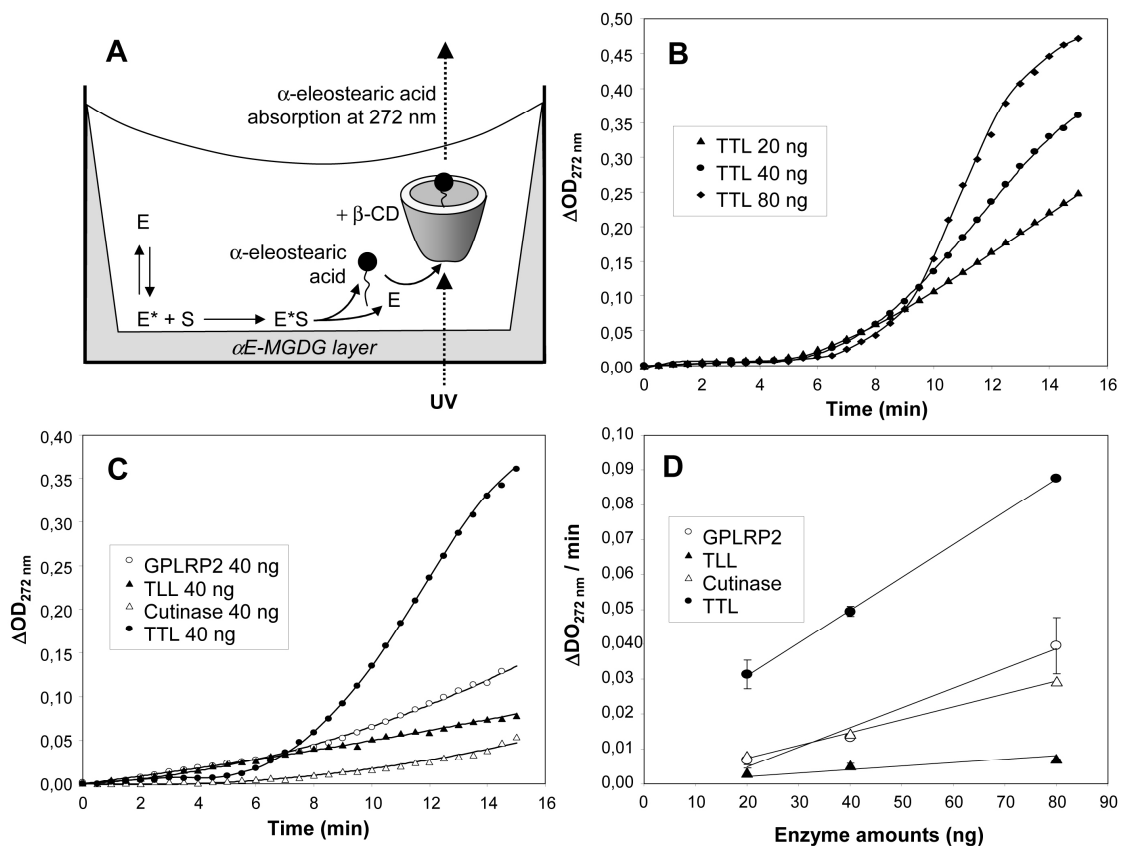 A
α-eleostearic acid
absorption at 272 nm
+ β-CD
E
α-eleostearic
acid
E
E* + S
E*S
αE-MGDG layer
UV
B
ΔOD272 nm
0,50
0,45
0,40
0,35
0,30
0,25
0,20
0,15
0,10
0,05
0,00
TTL 20 ng
TTL 40 ng
TTL 80 ng
0 2 4 6 8 10 12 14 16
Time (min)
C
ΔOD272 nm
0,40
0,35
0,30
0,25
0,20
0,15
0,10
0,05
0,00
GPLRP2 40 ng
TLL 40 ng
Cutinase 40 ng
TTL 40 ng
0 2 4 6 8 10 12 14 16
Time (min)
D
ΔDO272 nm / min
0,10
0,09
0,08
0,07
0,06
0,05
0,040
0,03
0,02
0,01
0,00
GPLRP2
TLL
Cutinase
TTL
0 10 20 30 40 50 60 70 80 90
Enzyme amounts (ng)